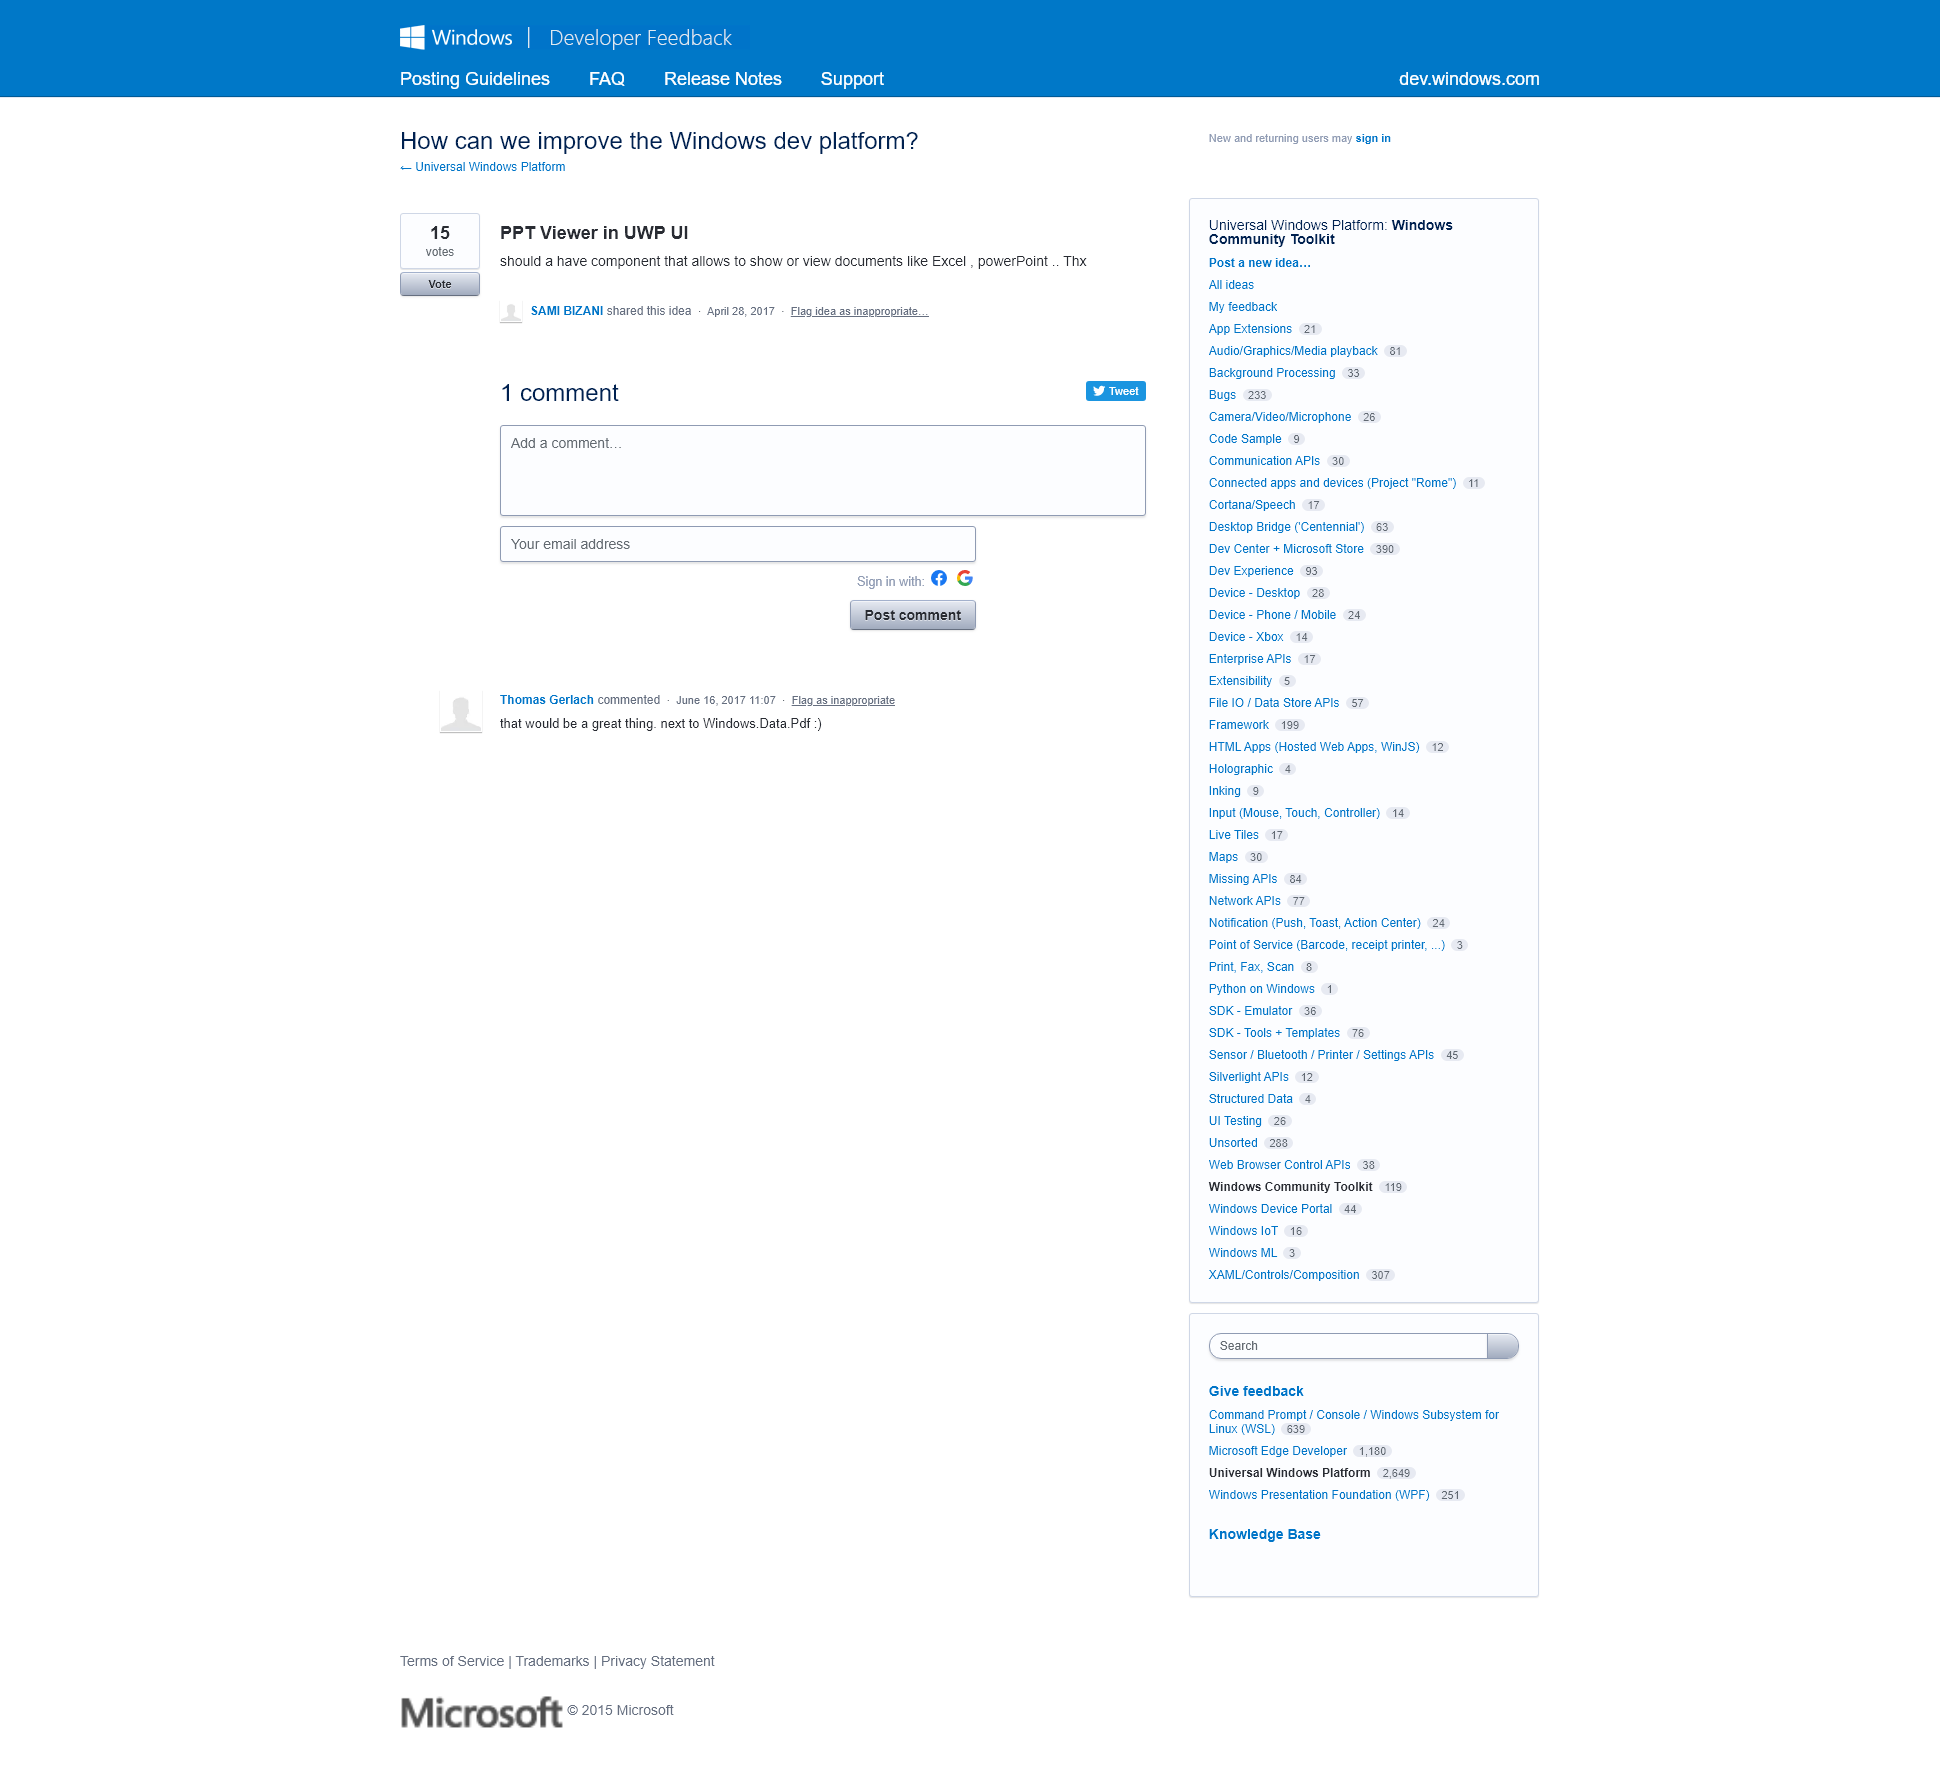 Windows | Developer Feedback
Posting Guidelines FAQ Release Notes Support dev.windows.com
How can we improve the Windows dev platform?
← Universal Windows Platform
New and returning users may sign in
15
votes
Vote
PPT Viewer in UWP UI
should a have component that allows to show or view documents like Excel , powerPoint .. Thx
SAMI BIZANI shared this idea · April 28, 2017 · Flag idea as inappropriate…
1 comment
Tweet
Add a comment…
Your email address
Sign in with:
Post comment
Thomas Gerlach commented · June 16, 2017 11:07 · Flag as inappropriate
that would be a great thing. next to Windows.Data.Pdf :)
Universal Windows Platform: Windows
Community Toolkit
Post a new idea…
All ideas
My feedback
App Extensions 21
Audio/Graphics/Media playback 81
Background Processing 33
Bugs 233
Camera/Video/Microphone 26
Code Sample 9
Communication APIs 30
Connected apps and devices (Project "Rome") 11
Cortana/Speech 17
Desktop Bridge ('Centennial') 63
Dev Center + Microsoft Store 390
Dev Experience 93
Device - Desktop 28
Device - Phone / Mobile 24
Device - Xbox 14
Enterprise APIs 17
Extensibility 5
File IO / Data Store APIs 57
Framework 199
HTML Apps (Hosted Web Apps, WinJS) 12
Holographic 4
Inking 9
Input (Mouse, Touch, Controller) 14
Live Tiles 17
Maps 30
Missing APIs 84
Network APIs 77
Notification (Push, Toast, Action Center) 24
Point of Service (Barcode, receipt printer, ...) 3
Print, Fax, Scan 8
Python on Windows 1
SDK - Emulator 36
SDK - Tools + Templates 76
Sensor / Bluetooth / Printer / Settings APIs 45
Silverlight APIs 12
Structured Data 4
UI Testing 26
Unsorted 288
Web Browser Control APIs 38
Windows Community Toolkit 119
Windows Device Portal 44
Windows IoT 16
Windows ML 3
XAML/Controls/Composition 307
Search
Give feedback
Command Prompt / Console / Windows Subsystem for
Linux (WSL) 639
Microsoft Edge Developer 1,180
Universal Windows Platform 2,649
Windows Presentation Foundation (WPF) 251
Knowledge Base
Terms of Service | Trademarks | Privacy Statement
Microsoft © 2015 Microsoft